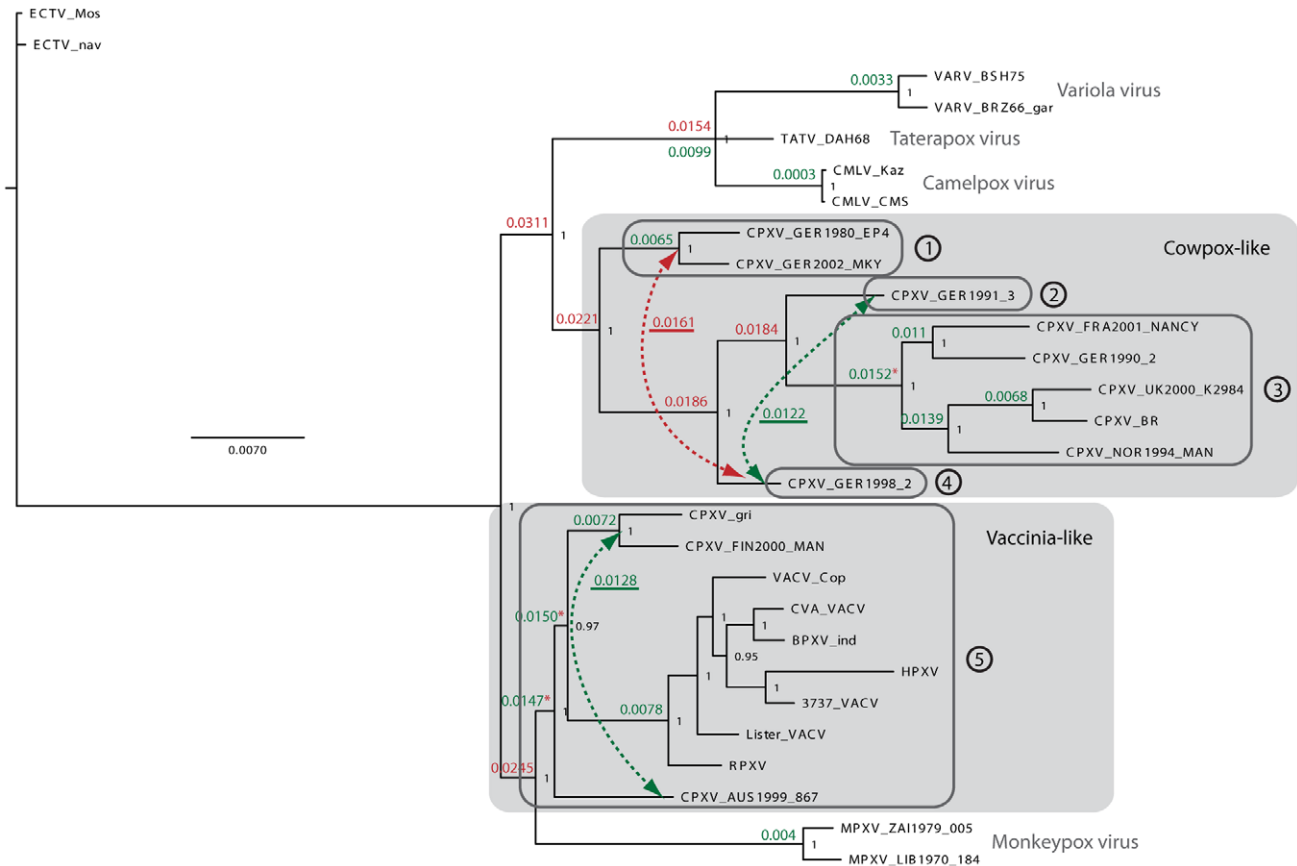 ECTV_Mos
ECTV_nav
0.0033
VARV_BSH75
1
Variola virus
VARV_BRZ66_gar
0.0154
TATV_DAH68
1
Taterapox virus
0.0099
0.0003
CMLV_Kaz
1
Camelpox virus
CMLV_CMS
0.0311
1
0.0065
CPXV_GER1980_EP4
1
1
Cowpox-like
CPXV_GER2002_MKY
CPXV_GER1991_3
2
0.0221
1
0.0161
0.0184
1
0.011
CPXV_FRA2001_NANCY
1
CPXV_GER1990_2
0.0152*
1
3
0.0068
CPXV_UK2000_K2984
1
CPXV_BR
0.0186
1
0.0122
0.0139
1
CPXV_NOR1994_MAN
0.0070
CPXV_GER1998_2
4
1
0.0072
CPXV_gri
1
Vaccinia-like
CPXV_FIN2000_MAN
0.0128
VACV_Cop
0.0150*
0.97
1
1
CVA_VACV
1
BPXV_ind
0.95
5
1
HPXV
1
3737_VACV
0.0147*
1
0.0078
1
Lister_VACV
RPXV
0.0245
1
CPXV_AUS1999_867
0.004
MPXV_ZAI1979_005
1
Monkeypox virus
MPXV_LIB1970_184